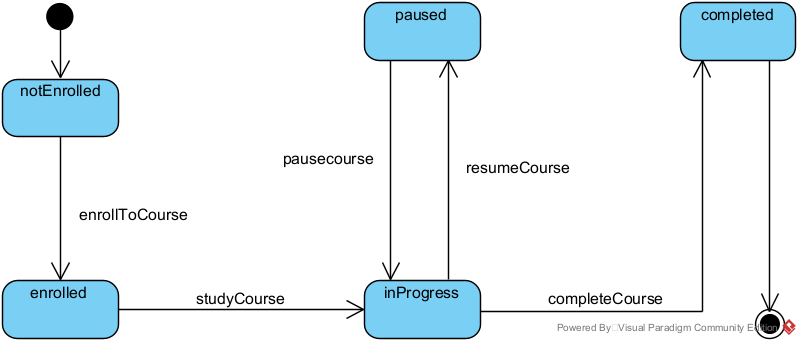 paused
completed
notEnrolled
pausecourse
resumeCourse
enrollToCourse
enrolled
inProgress
studyCourse
completeCourse
Powered By Visual Paradigm Community Edition